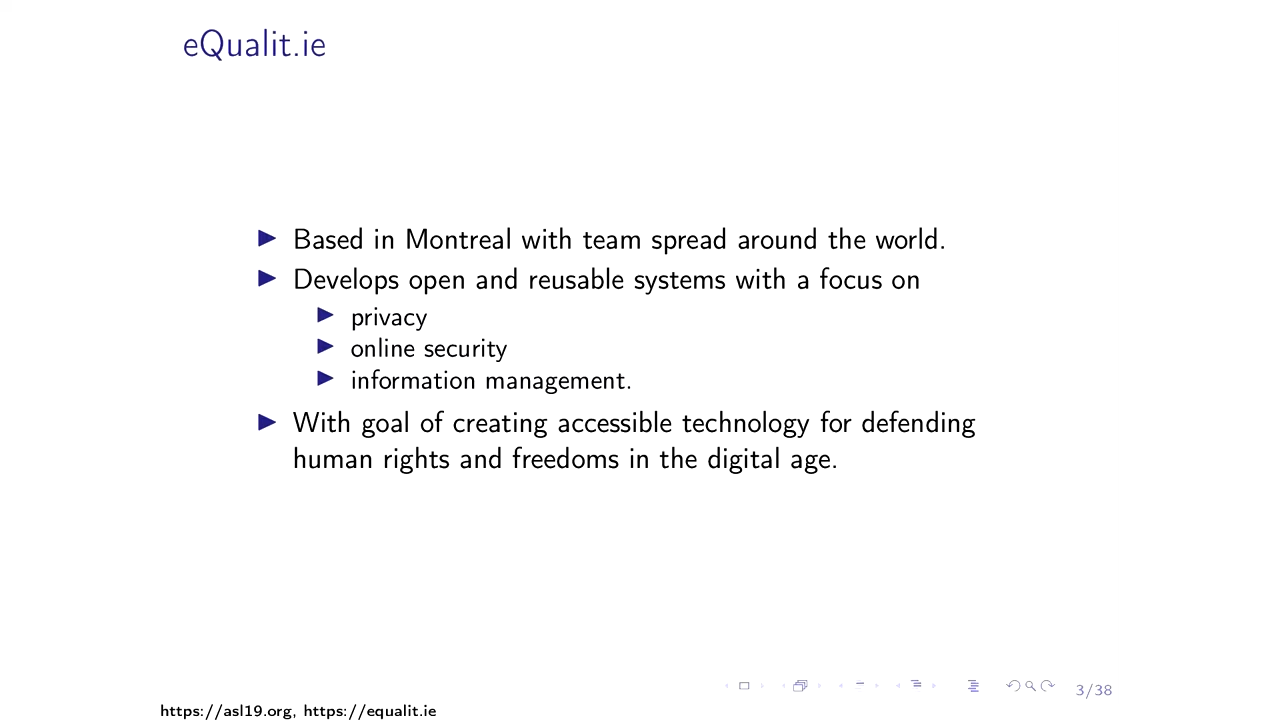 eQualit.ie
Based in Montreal with team spread around the world.
Develops open and reusable systems with a focus on
privacy
online security
information management.
With goal of creating accessible technology for defending
human rights and freedoms in the digital age.
3/38
https://asl19.org, https://equalit.ie